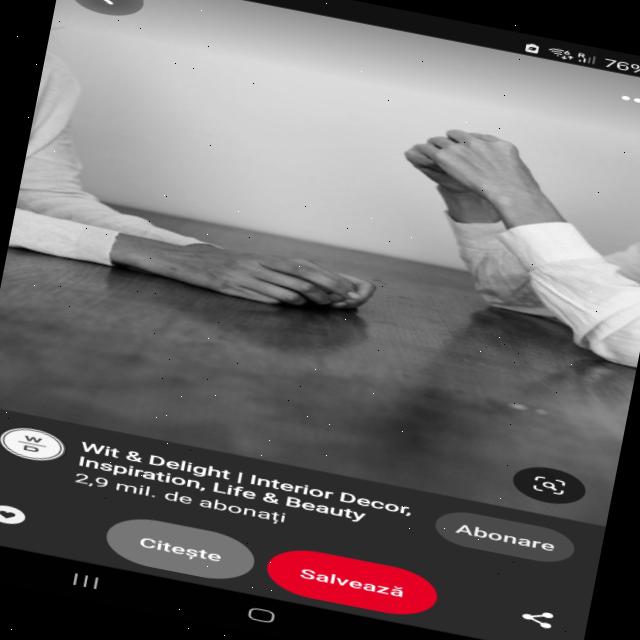 76%
W
D
Wit & Delight | Interior Decor,
Inspiration, Life & Beauty
2,9 mil. de abonați
Abonare
Citește
Salvează